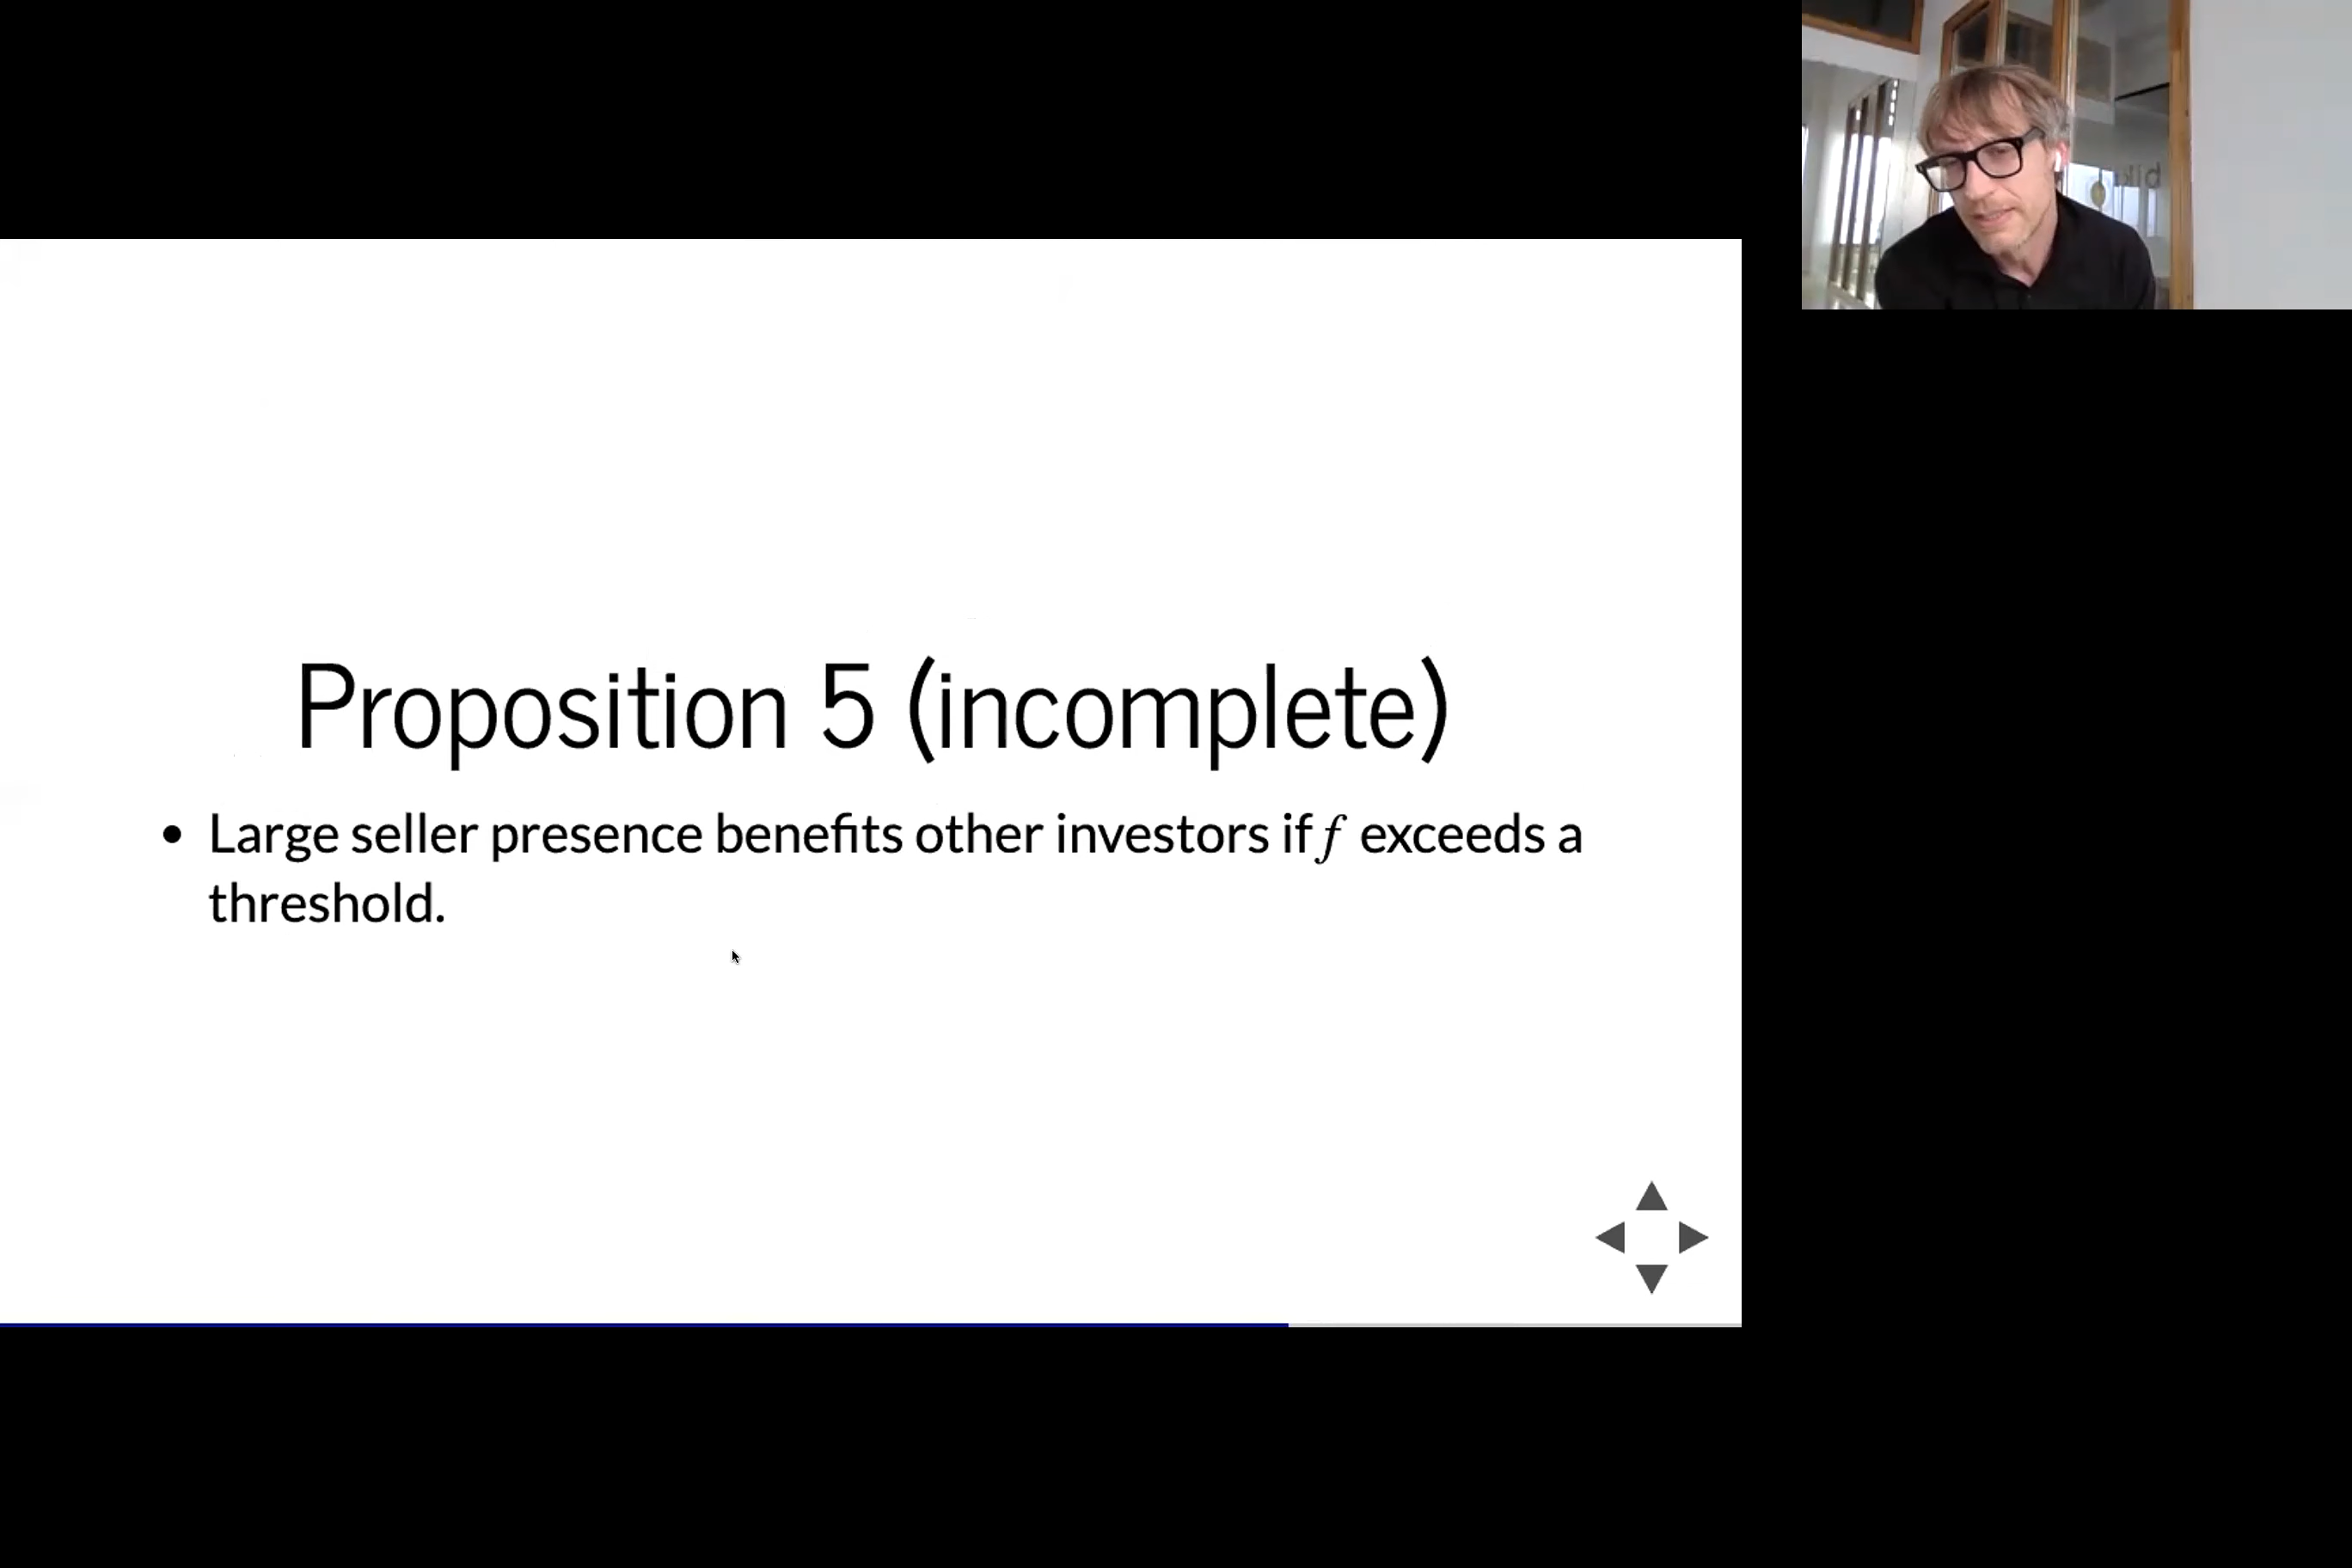 Proposition 5 (incomplete)
• Large seller presence benefits other investors if f exceeds a
threshold.